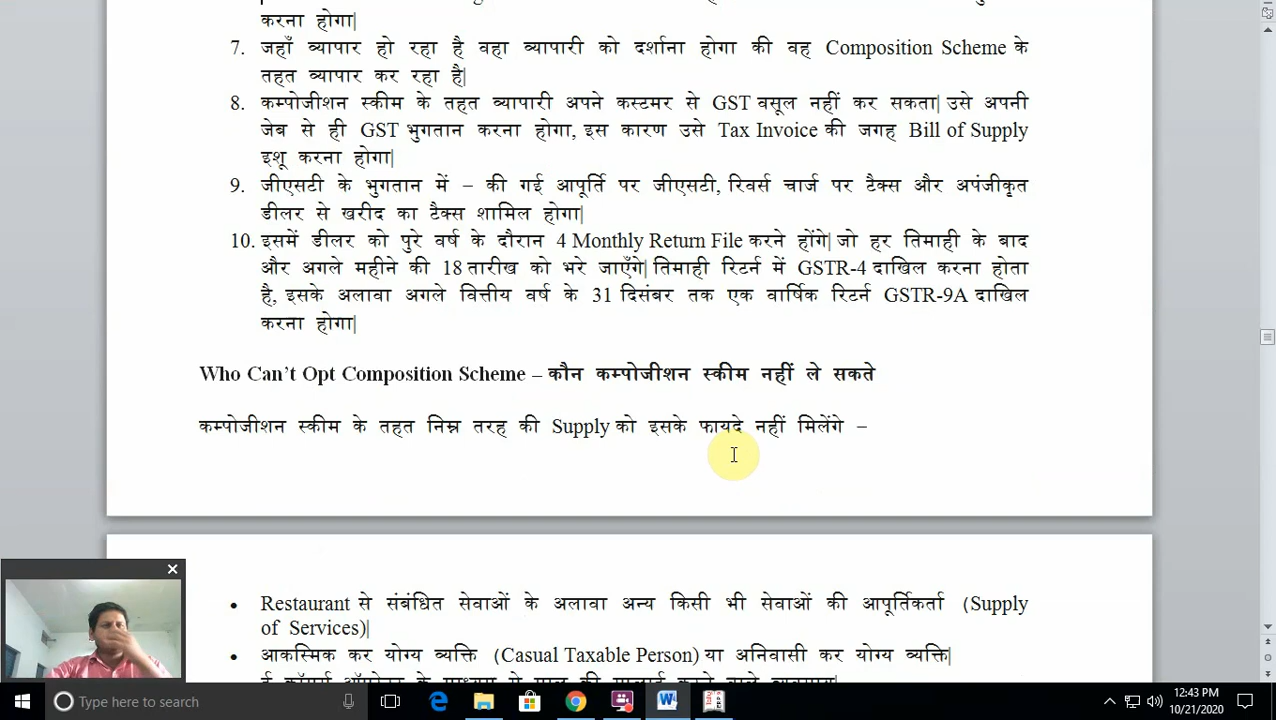 करना होगा|
7. जहाँ व्यापार हो रहा है वहा व्यापारी को दर्शाना होगा की वह Composition Scheme के
तहत व्यापार कर रहा है|
8. कम्पोजीशन स्कीम के तहत व्यापारी अपने कस्टमर से GST वसूल नहीं कर सकता| उसे अपनी
जेब से ही GST भुगतान करना होगा, इस कारण उसे Tax Invoice की जगह Bill of Supply
इशू करना होगा|
9. जीएसटी के भुगतान में – की गई आपूर्ति पर जीएसटी, रिवर्स चार्ज पर टैक्स और अपंजीकृत
डीलर से खरीद का टैक्स शामिल होगा|
10. इसमें डीलर को पुरे वर्ष के दौरान 4 Monthly Return File करने होंगे| जो हर तिमाही के बाद
और अगले महीने की 18 तारीख को भरे जाएँगे| तिमाही रिटर्न में GSTR-4 दाखिल करना होता
है, इसके अलावा अगले वित्तीय वर्ष के 31 दिसंबर तक एक वार्षिक रिटर्न GSTR-9A दाखिल
करना होगा|
Who Can't Opt Composition Scheme – कौन कम्पोजीशन स्कीम नहीं ले सकते
कम्पोजीशन स्कीम के तहत निम्न तरह की Supply को इसके फायदे नहीं मिलेंगे –
• Restaurant से संबंधित सेवाओं के अलावा अन्य किसी भी सेवाओं की आपूर्तिकर्ता (Supply
of Services)|
• आकस्मिक कर योग्य व्यक्ति (Casual Taxable Person) या अनिवासी कर योग्य व्यक्ति|
Type here to search
12:43 PM
10/21/2020